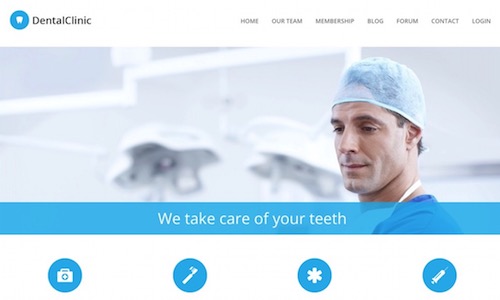 DentalClinic
HOME OUR TEAM MEMBERSHIP BLOG FORUM CONTACT LOGIN
We take care of your teeth